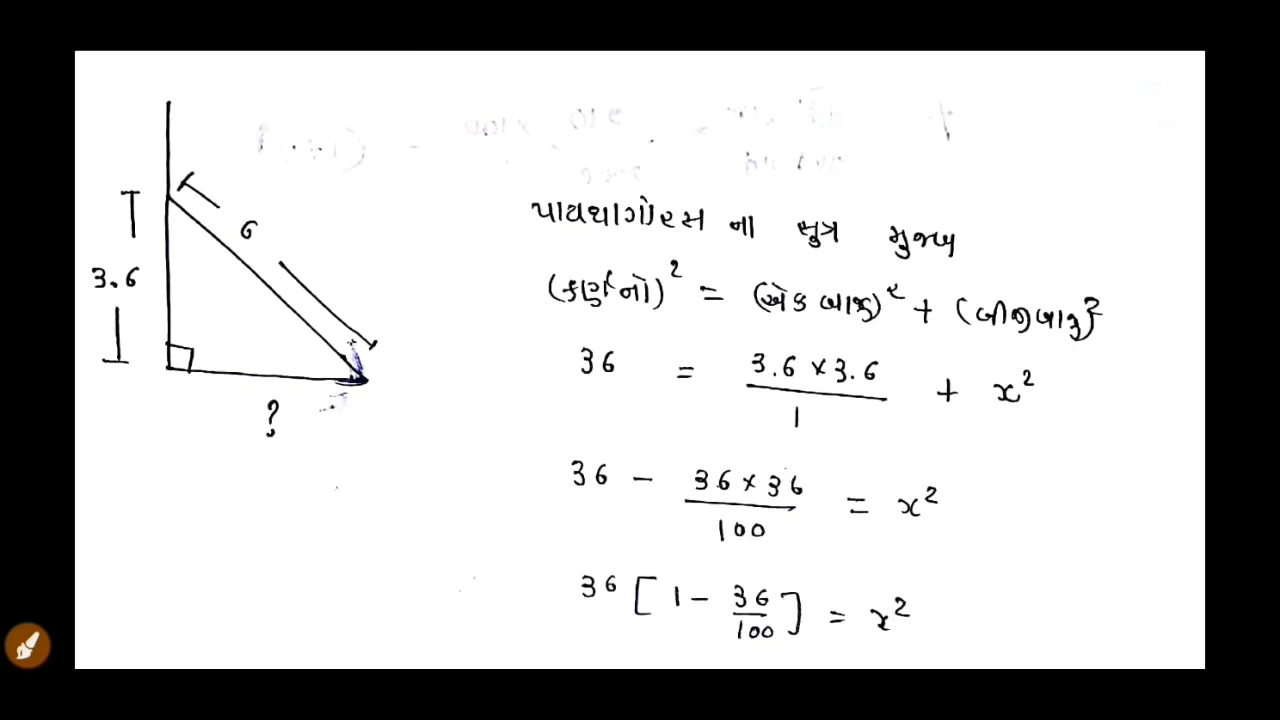 પાયથાગોરસ ના સુત્ર મુજબ
(કર્ણનો)² = (એક બાજુ)² + (બીજીબાજુ)²
6
3.6
36 = 3.6 × 3.6 / 1 + x²
?
36 - 36 × 36 / 100 = x²
36 [ 1 - 36 / 100 ] = x²